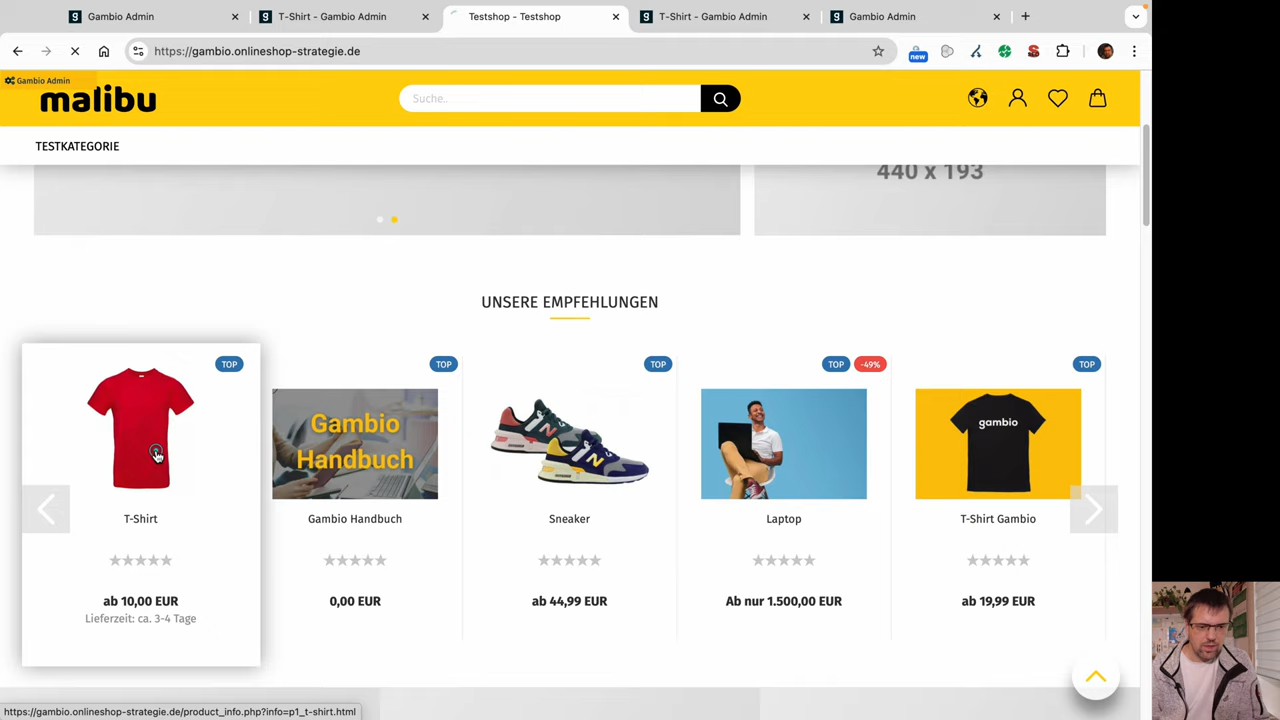 Gambio Admin
T-Shirt - Gambio Admin
Testshop - Testshop
T-Shirt - Gambio Admin
Gambio Admin
https://gambio.onlineshop-strategie.de
new
Gambio Admin
malibu
Suche..
TESTKATEGORIE
440 x 193
UNSERE EMPFEHLUNGEN
TOP
TOP
TOP
TOP
-49%
TOP
Gambio
Handbuch
gambio
T-Shirt
Gambio Handbuch
Sneaker
Laptop
T-Shirt Gambio
ab 10,00 EUR
0,00 EUR
ab 44,99 EUR
Ab nur 1.500,00 EUR
ab 19,99 EUR
Lieferzeit: ca. 3-4 Tage
https://gambio.onlineshop-strategie.de/product_info.php?info=p1_t-shirt.html